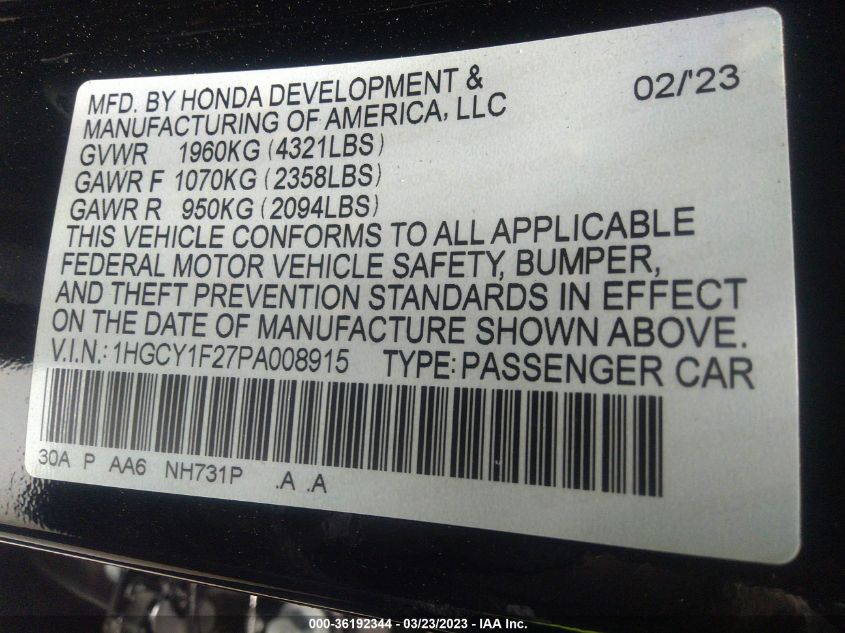 MFD. BY HONDA DEVELOPMENT & 02/'23
MANUFACTURING OF AMERICA, LLC
GVWR 1960KG (4321LBS)
GAWR F 1070KG (2358LBS)
GAWR R 950KG (2094LBS)
THIS VEHICLE CONFORMS TO ALL APPLICABLE
FEDERAL MOTOR VEHICLE SAFETY, BUMPER,
AND THEFT PREVENTION STANDARDS IN EFFECT
ON THE DATE OF MANUFACTURE SHOWN ABOVE.
V.I.N.: 1HGCY1F27PA008915 TYPE: PASSENGER CAR
30A P AA6 NH731P .A .A
000-36192344 / 03/23/2023 — IAA Inc.